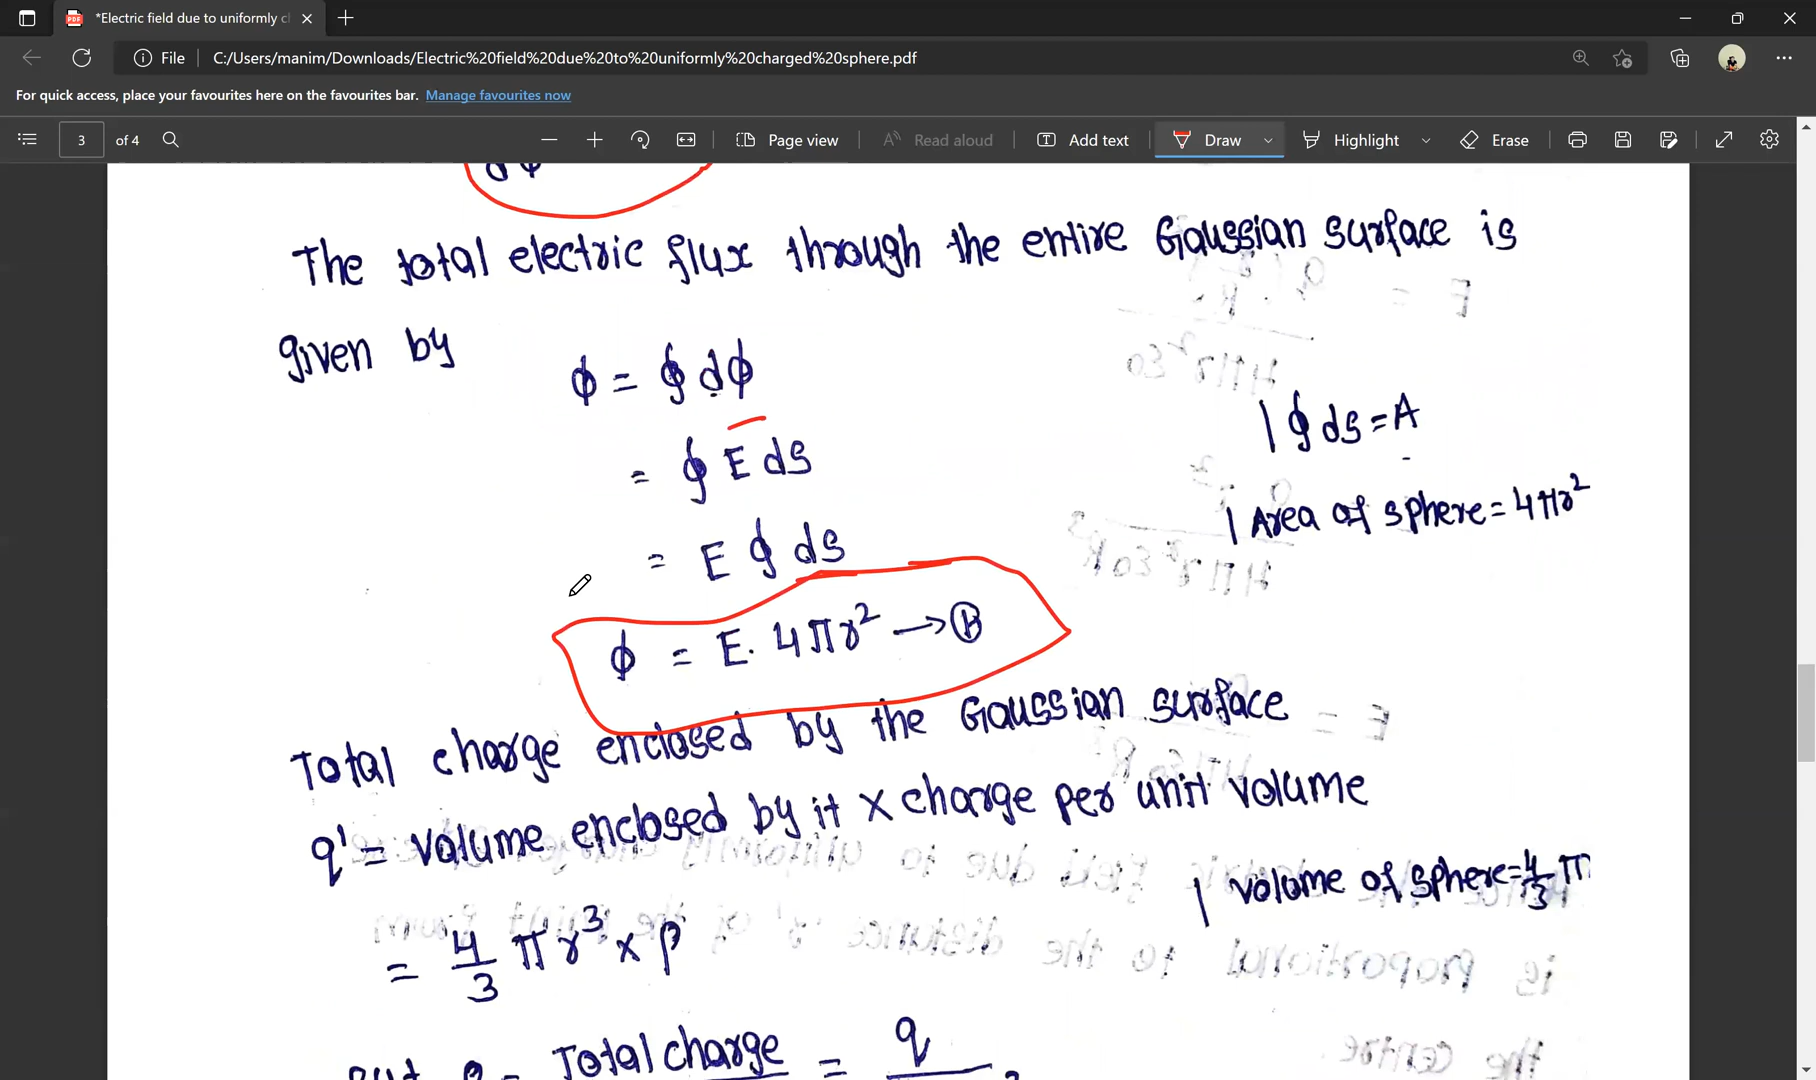 *Electric field due to uniformly c
File C:/Users/manim/Downloads/Electric%20field%20due%20to%20uniformly%20charged%20sphere.pdf
For quick access, place your favourites here on the favourites bar. Manage favourites now
3 of 4 Page view Read aloud Add text Draw Highlight Erase
dϕ
The total electric flux through the entire Gaussian surface is
given by
ϕ = ∮ dϕ
= ∮ E ds
| ∮ ds = A
| Area of sphere = 4πr²
= E ∮ ds
ϕ = E. 4πr² → Ⓑ
Total charge enclosed by the Gaussian surface
q' = volume enclosed by it × charge per unit volume
| volume of sphere = 4/3 π
= 4/3 πr³ × ρ
Total charge = q